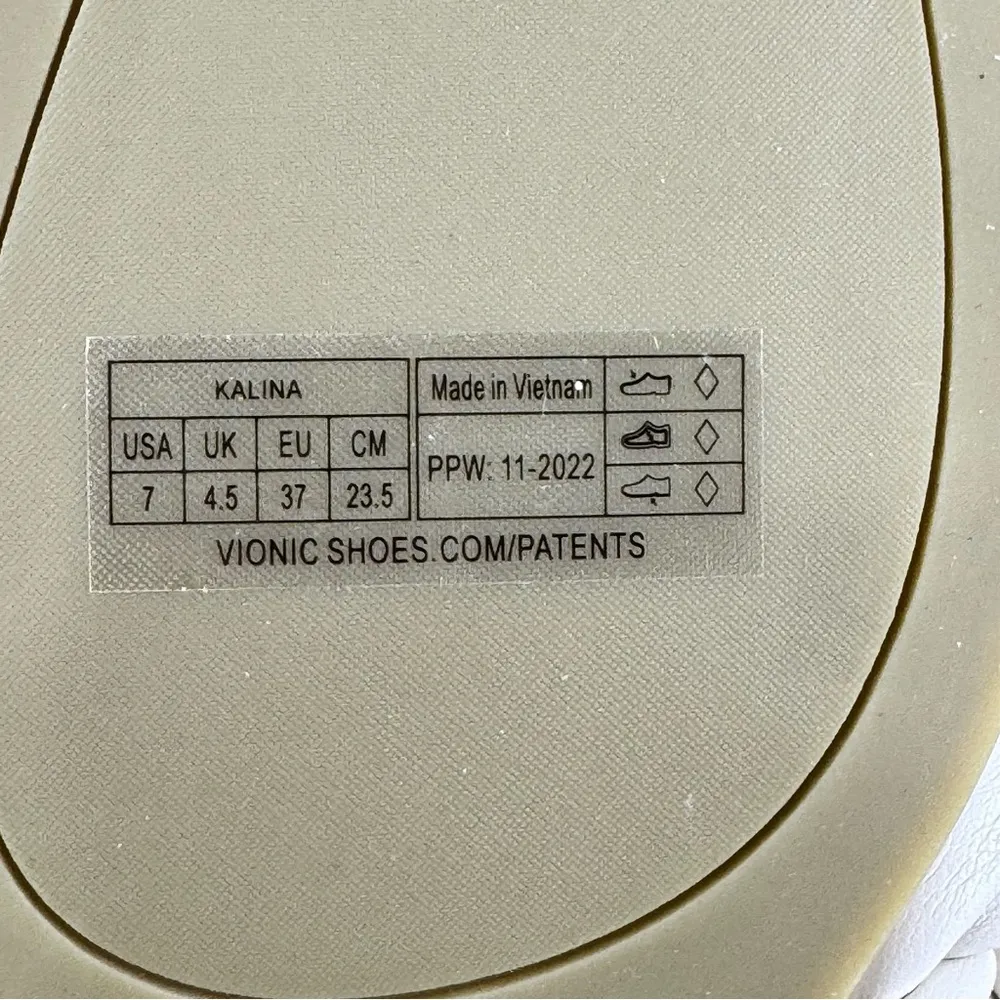 KALINA
USA UK EU CM
7 4.5 37 23.5
Made in Vietnam
PPW: 11-2022
VIONIC SHOES.COM/PATENTS